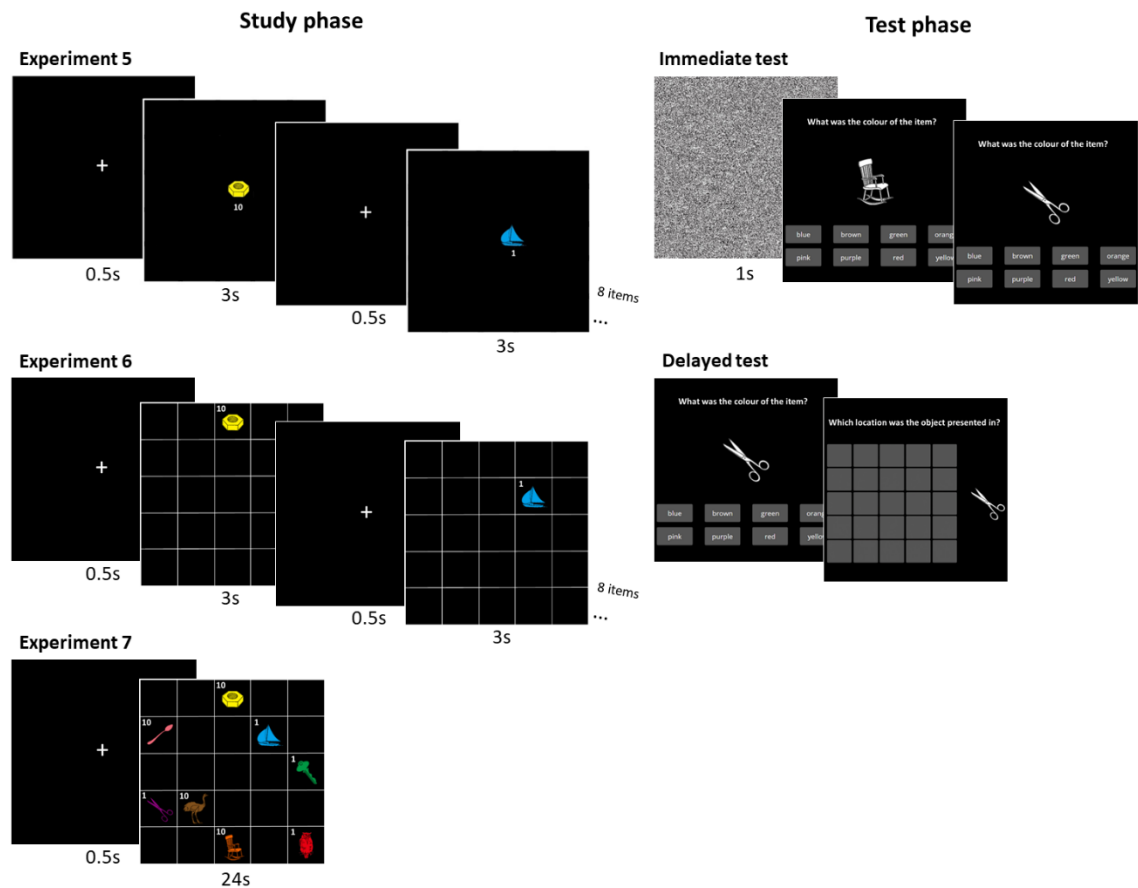 Study phase
Experiment 5
+
0.5s
10
3s
+
0.5s
1
3s
8 items
...
Experiment 6
+
0.5s
10
3s
+
0.5s
1
3s
8 items
...
Experiment 7
+
0.5s
10
10
1
1
1
10
10
1
24s
Test phase
Immediate test
1s
What was the colour of the item?
blue brown green orang
pink purple red yellow
What was the colour of the item?
blue brown green orange
pink purple red yellow
Delayed test
What was the colour of the item?
blue brown green orang
pink purple red yellow
Which location was the object presented in?